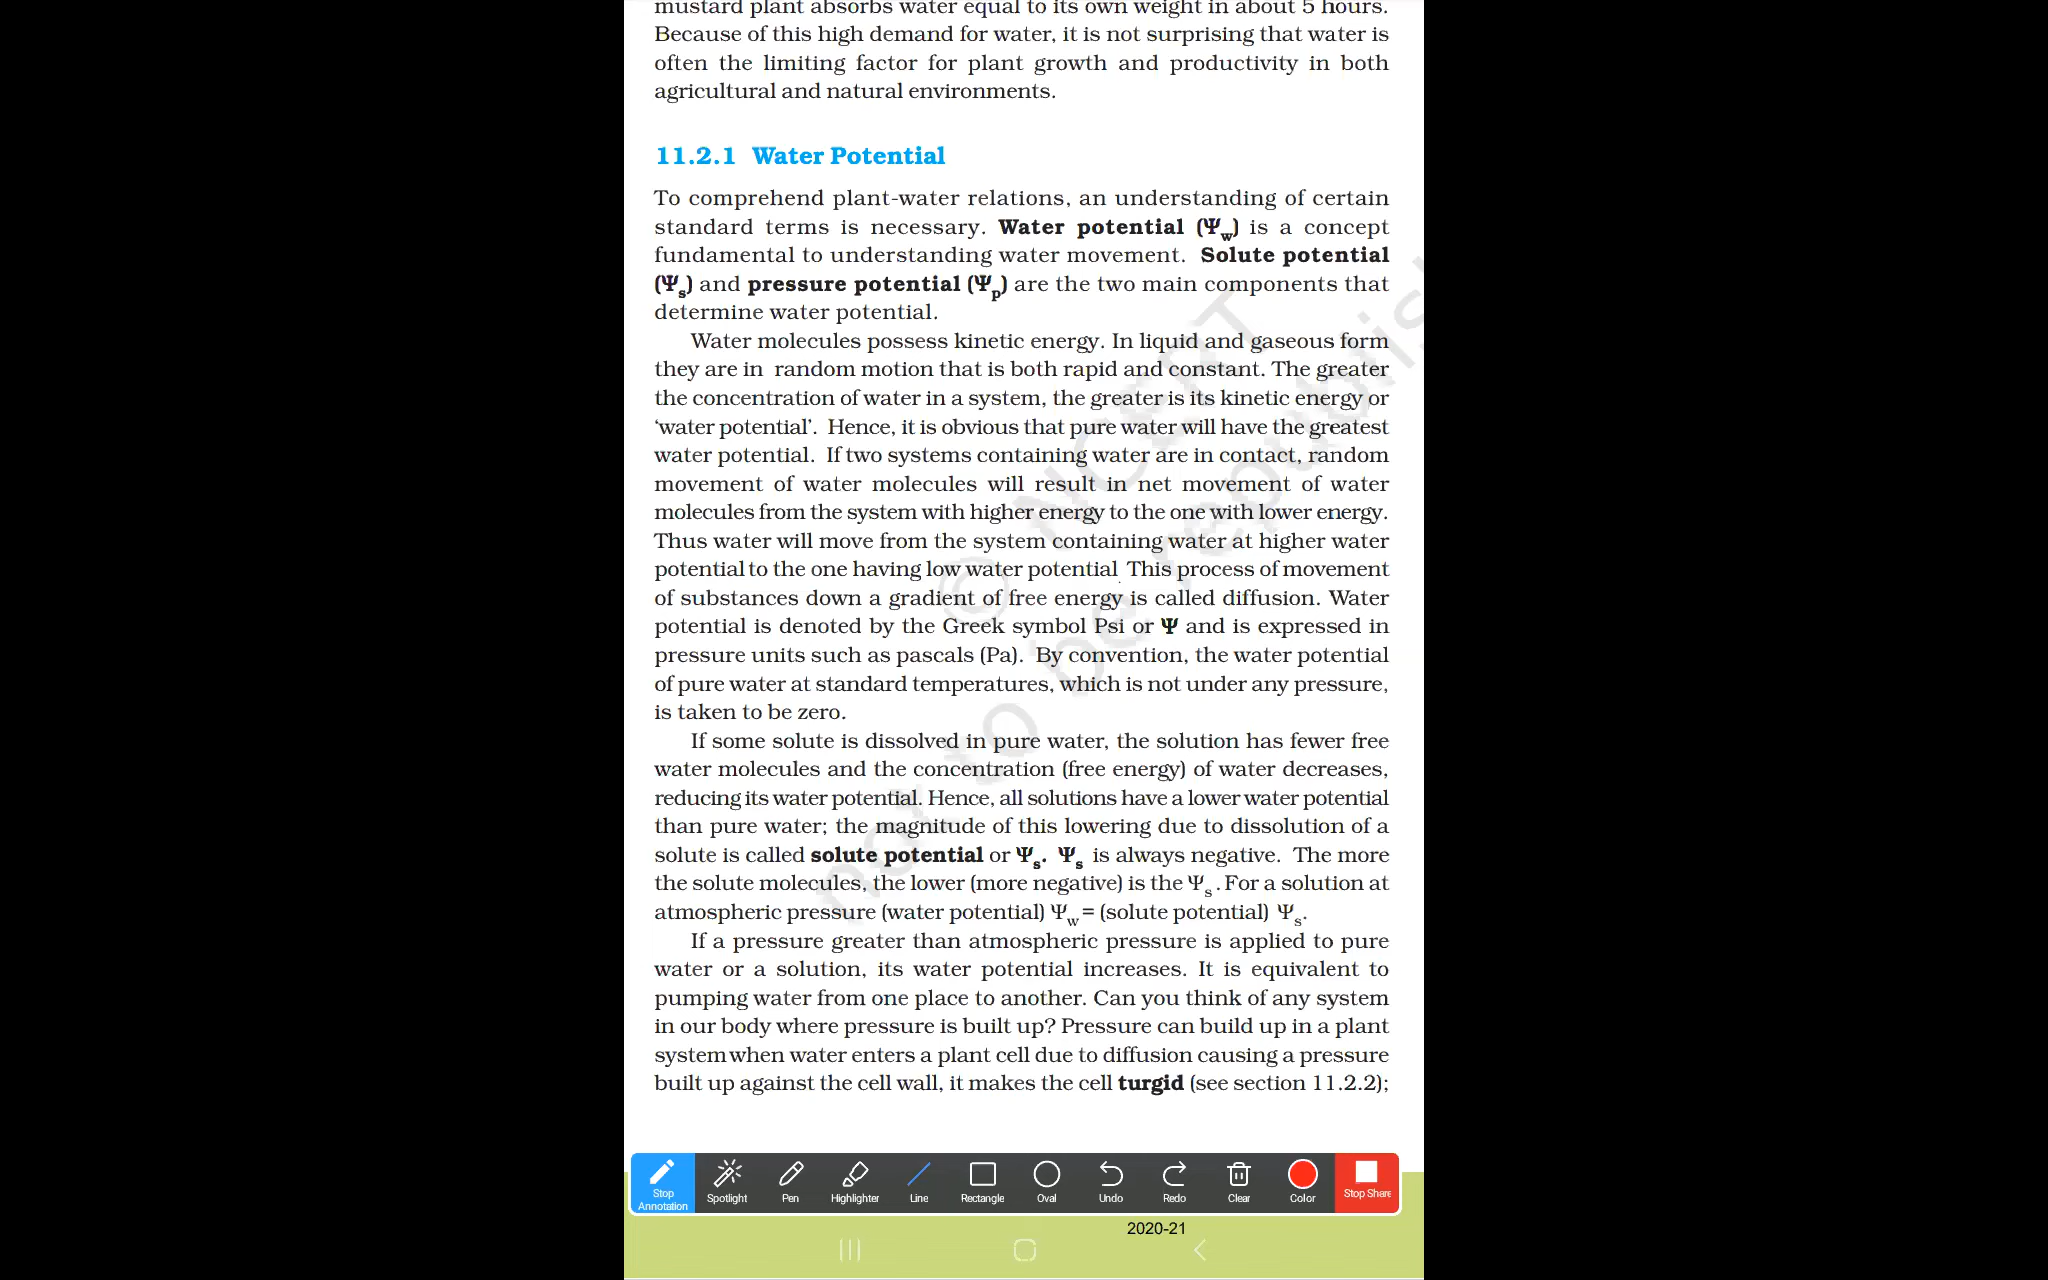 mustard plant absorbs water equal to its own weight in about 5 hours.
Because of this high demand for water, it is not surprising that water is
often the limiting factor for plant growth and productivity in both
agricultural and natural environments.
11.2.1 Water Potential
To comprehend plant-water relations, an understanding of certain
standard terms is necessary. Water potential (Ψw) is a concept
fundamental to understanding water movement. Solute potential
(Ψs) and pressure potential (Ψp) are the two main components that
determine water potential.
Water molecules possess kinetic energy. In liquid and gaseous form
they are in random motion that is both rapid and constant. The greater
the concentration of water in a system, the greater is its kinetic energy or
‘water potential’. Hence, it is obvious that pure water will have the greatest
water potential. If two systems containing water are in contact, random
movement of water molecules will result in net movement of water
molecules from the system with higher energy to the one with lower energy.
Thus water will move from the system containing water at higher water
potential to the one having low water potential This process of movement
of substances down a gradient of free energy is called diffusion. Water
potential is denoted by the Greek symbol Psi or Ψ and is expressed in
pressure units such as pascals (Pa). By convention, the water potential
of pure water at standard temperatures, which is not under any pressure,
is taken to be zero.
If some solute is dissolved in pure water, the solution has fewer free
water molecules and the concentration (free energy) of water decreases,
reducing its water potential. Hence, all solutions have a lower water potential
than pure water; the magnitude of this lowering due to dissolution of a
solute is called solute potential or Ψs. Ψs is always negative. The more
the solute molecules, the lower (more negative) is the Ψs. For a solution at
atmospheric pressure (water potential) Ψw = (solute potential) Ψs.
If a pressure greater than atmospheric pressure is applied to pure
water or a solution, its water potential increases. It is equivalent to
pumping water from one place to another. Can you think of any system
in our body where pressure is built up? Pressure can build up in a plant
system when water enters a plant cell due to diffusion causing a pressure
built up against the cell wall, it makes the cell turgid (see section 11.2.2);
© NCERT
not to be republis
Stop Annotation Spotlight Pen Highlighter Line Rectangle Oval Undo Redo Clear Color Stop Share
2020-21